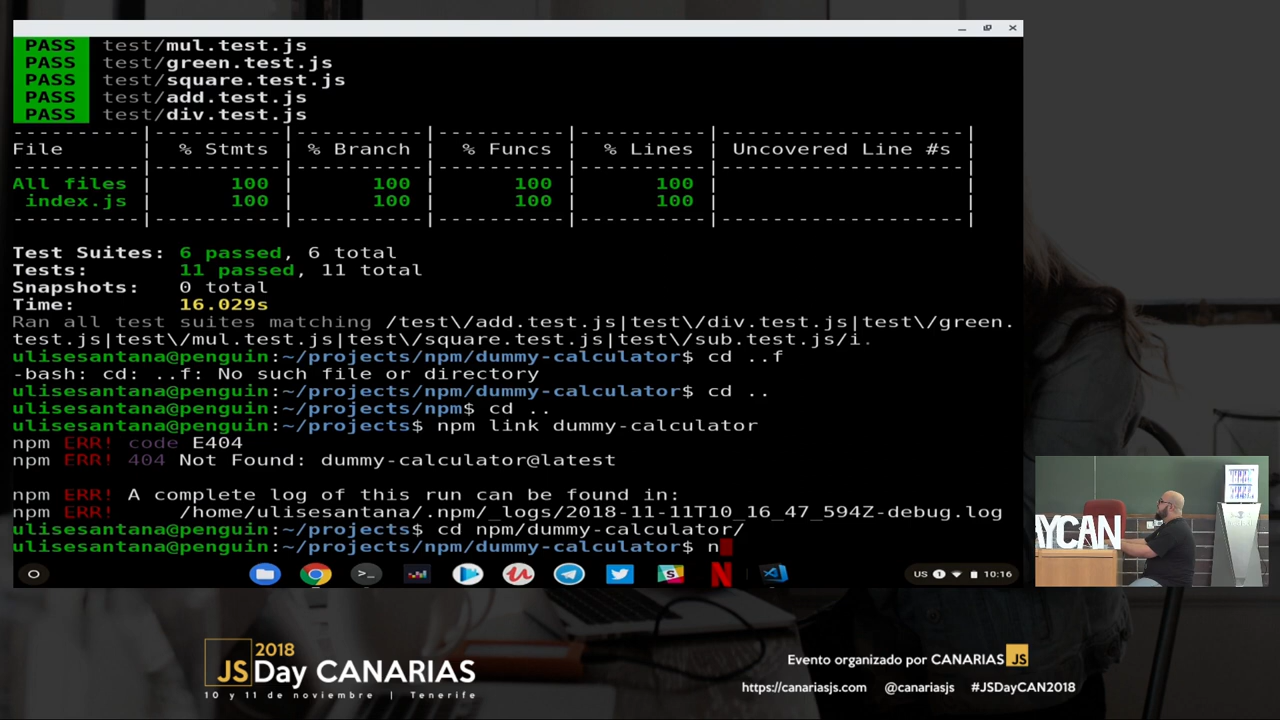 PASS test/mul.test.js
PASS test/green.test.js
PASS test/square.test.js
PASS test/add.test.js
PASS test/div.test.js
----------|----------|----------|----------|----------|-------------------|
File | % Stmts | % Branch | % Funcs | % Lines | Uncovered Line #s |
----------|----------|----------|----------|----------|-------------------|
All files | 100 | 100 | 100 | 100 | |
index.js | 100 | 100 | 100 | 100 | |
----------|----------|----------|----------|----------|-------------------|
Test Suites: 6 passed, 6 total
Tests: 11 passed, 11 total
Snapshots: 0 total
Time: 16.029s
Ran all test suites matching /test\/add.test.js|test\/div.test.js|test\/green.
test.js|test\/mul.test.js|test\/square.test.js|test\/sub.test.js/i.
ulisesantana@penguin:~/projects/npm/dummy-calculator$ cd ..f
-bash: cd: ..f: No such file or directory
ulisesantana@penguin:~/projects/npm/dummy-calculator$ cd ..
ulisesantana@penguin:~/projects/npm$ cd ..
ulisesantana@penguin:~/projects$ npm link dummy-calculator
npm ERR! code E404
npm ERR! 404 Not Found: dummy-calculator@latest
npm ERR! A complete log of this run can be found in:
npm ERR! /home/ulisesantana/.npm/_logs/2018-11-11T10_16_47_594Z-debug.log
ulisesantana@penguin:~/projects$ cd npm/dummy-calculator/
ulisesantana@penguin:~/projects/npm/dummy-calculator$ n
US 1 10:16
AYCAN
2018
JSDay CANARIAS
10 y 11 de noviembre | Tenerife
Evento organizado por CANARIAS JS
https://canariasjs.com @canariasjs #JSDayCAN2018